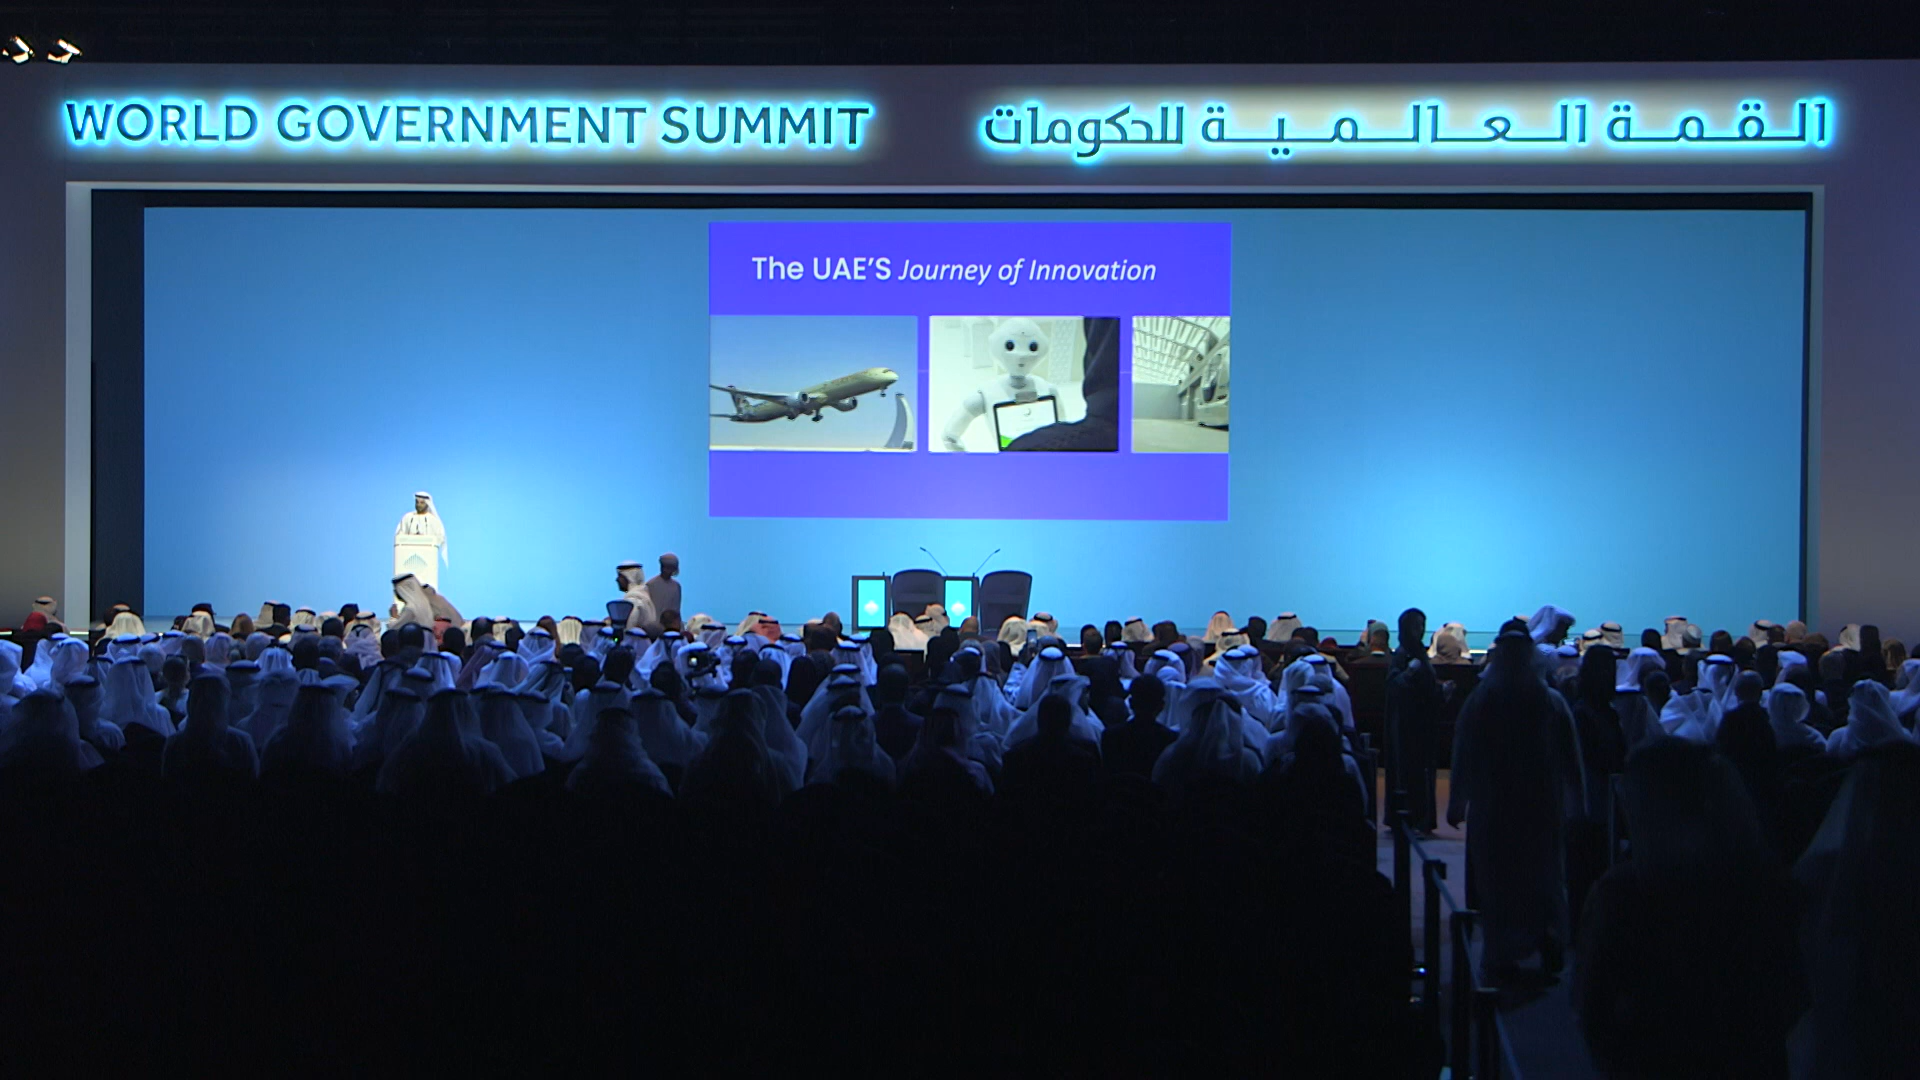 WORLD GOVERNMENT SUMMIT
القمة العالمية للحكومات
The UAE'S Journey of Innovation